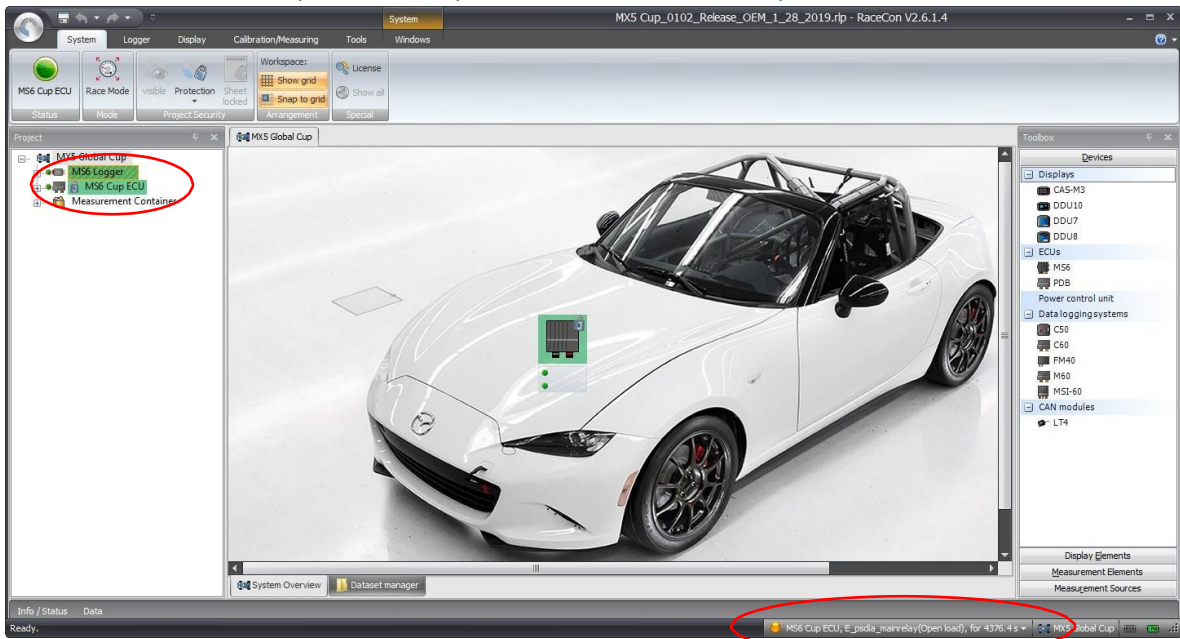 System
MX5 Cup_0102_Release_OEM_1_28_2019.rlp - RaceCon V2.6.1.4
System Logger Display Calibration/Measuring Tools Windows
MS6 Cup ECU
Race Mode
visible
Protection
Sheet
locked
Workspace:
Show grid
Snap to grid
License
Show all
Status Mode Project Security Arrangement Special
Project
MX5 Global Cup
MS6 Logger
MS6 Cup ECU
Measurement Container
MX5 Global Cup
System Overview Dataset manager
Toolbox
Devices
Displays
CAS-M3
DDU10
DDU7
DDU8
ECUs
MS6
PDB
Power control unit
Data logging systems
C50
C60
FM40
M60
MSI-60
CAN modules
LT4
Display Elements
Measurement Elements
Measurement Sources
Info / Status Data
Ready.
MS6 Cup ECU, E_psdia_mainrelay(Open load), for 4376.4 s
MX5 Global Cup